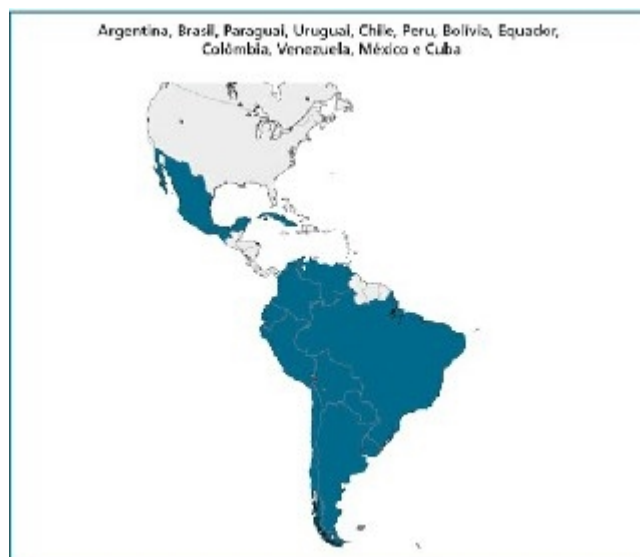 Argentina, Brasil, Paraguai, Uruguai, Chile, Peru, Bolívia, Equador,
Colômbia, Venezuela, México e Cuba